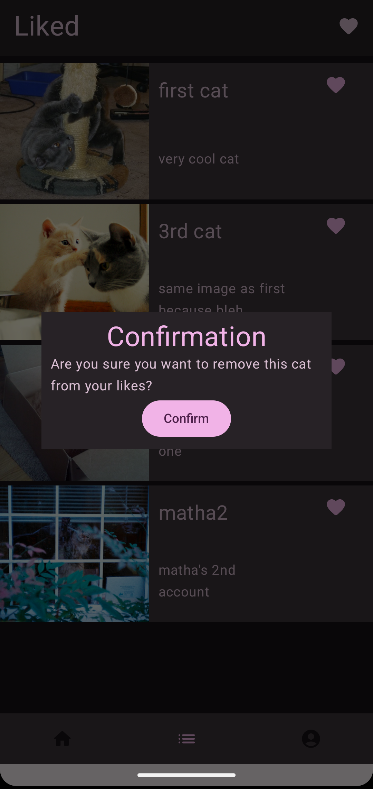 Liked
first cat
very cool cat
3rd cat
same image as first
because bleh
Confirmation
Are you sure you want to remove this cat
from your likes?
Confirm
one
matha2
matha's 2nd
account